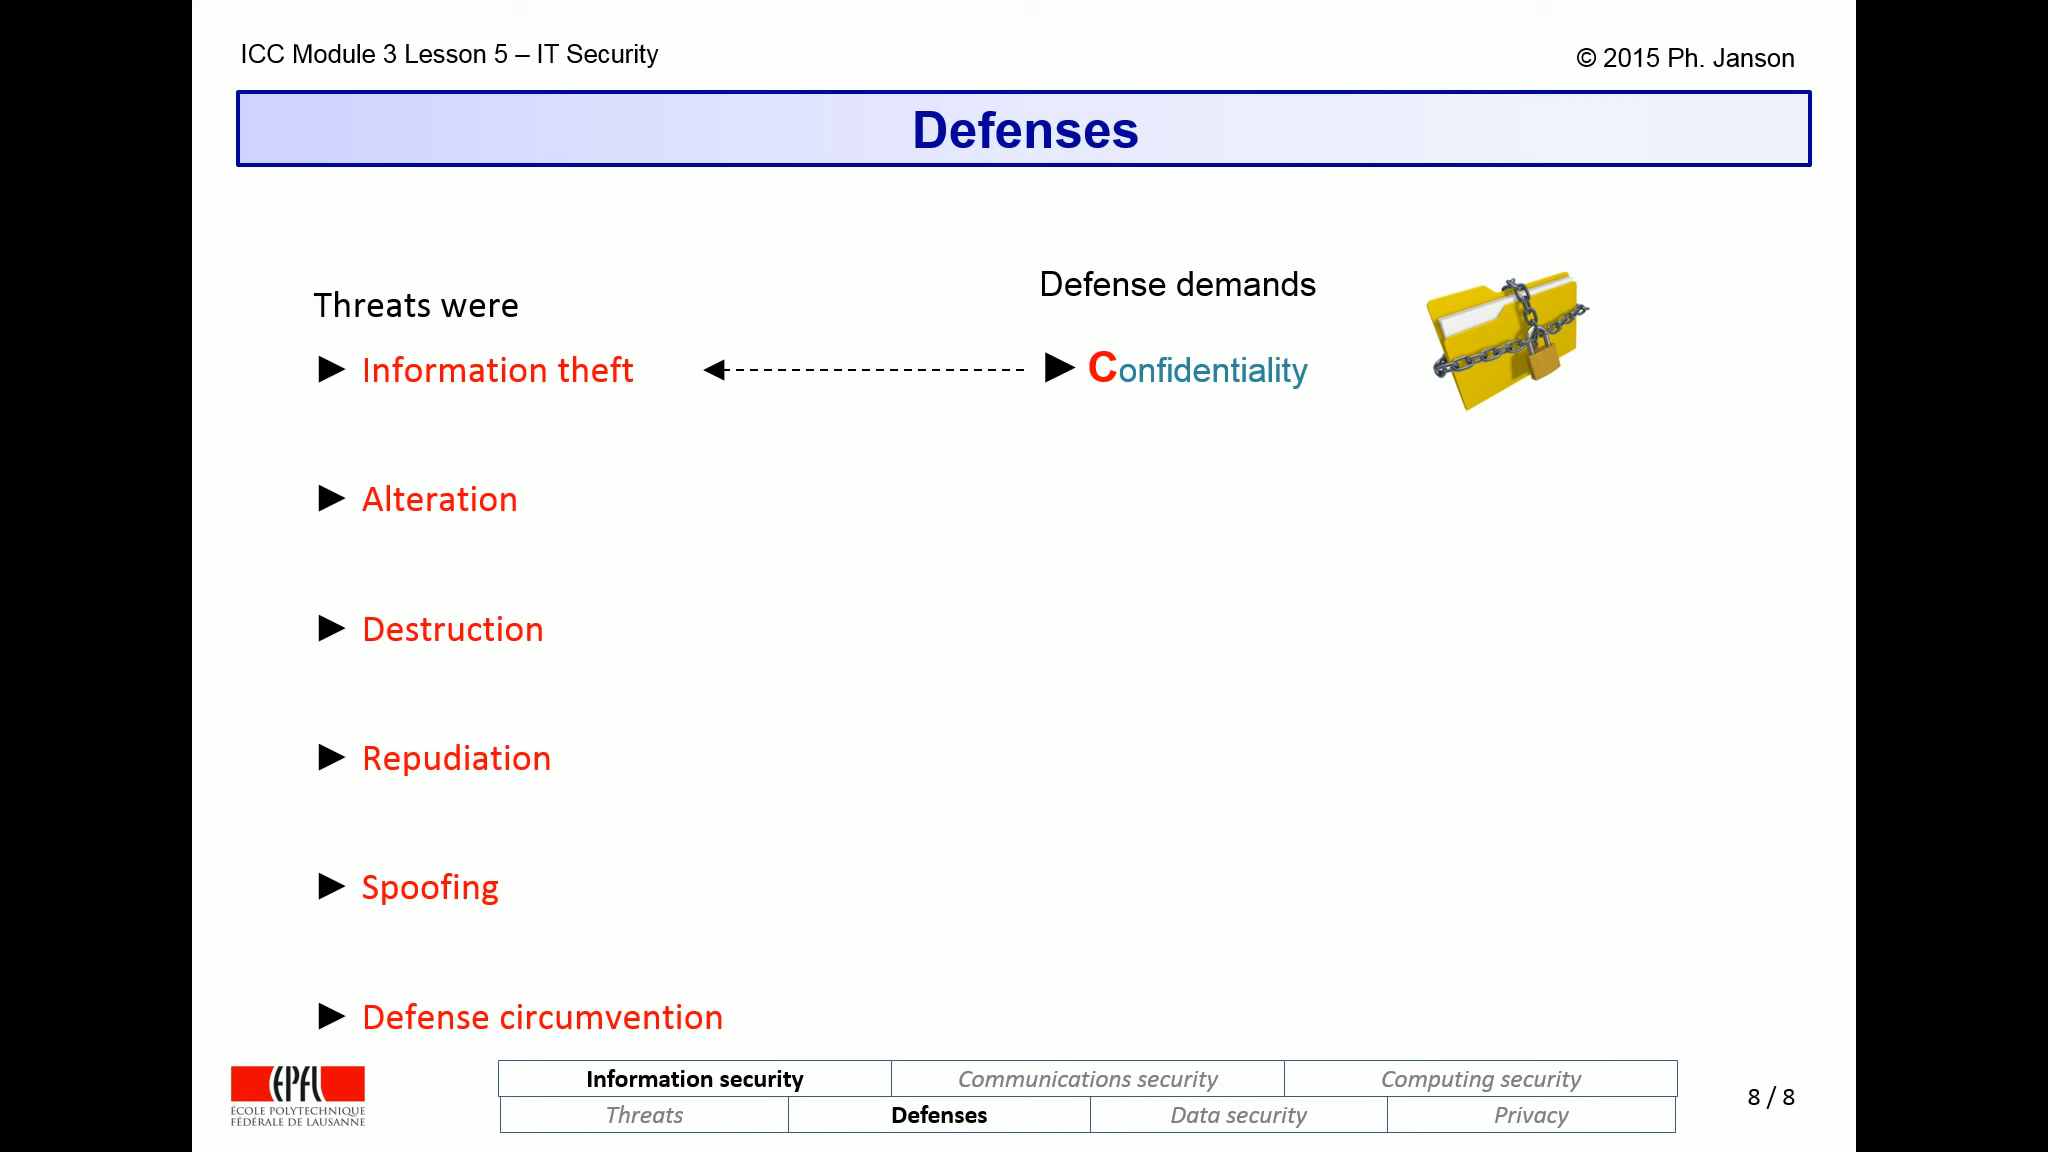 ICC Module 3 Lesson 5 – IT Security
© 2015 Ph. Janson
Defenses
Threats were
Defense demands
► Information theft
► Confidentiality
► Alteration
► Destruction
► Repudiation
► Spoofing
► Defense circumvention
EPFL
ÉCOLE POLYTECHNIQUE
FÉDÉRALE DE LAUSANNE
Information security
Communications security
Computing security
Threats
Defenses
Data security
Privacy
8 / 8